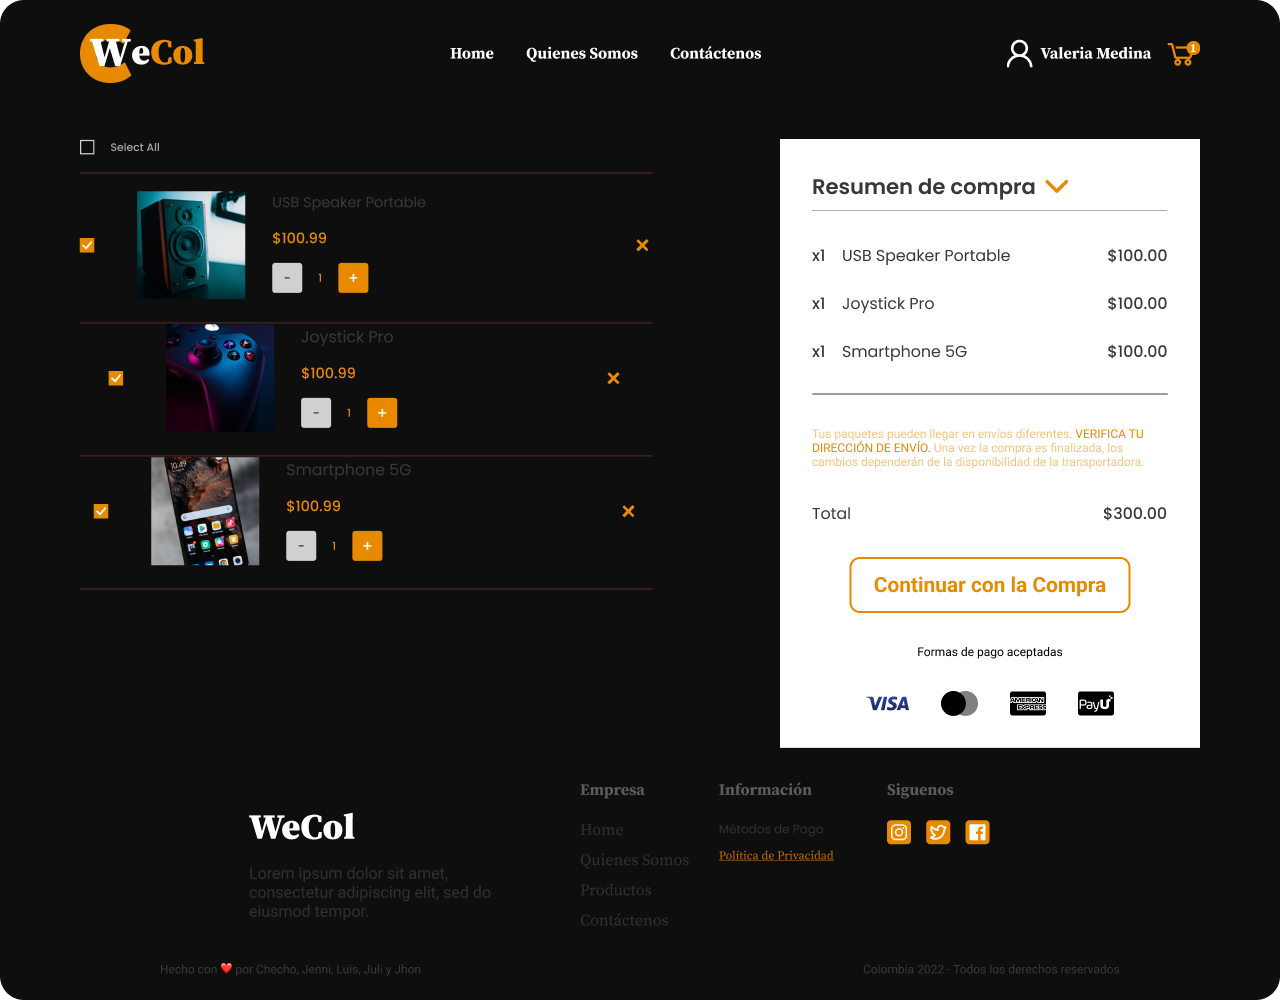 WeCol
Home
Quienes Somos
Contáctenos
Valeria Medina
1
Select All
USB Speaker Portable
$100.99
- 1 +
Joystick Pro
$100.99
- 1 +
10:49
Smartphone 5G
$100.99
- 1 +
Resumen de compra
x1 USB Speaker Portable $100.00
x1 Joystick Pro $100.00
x1 Smartphone 5G $100.00
Tus paquetes pueden llegar en envíos diferentes. VERIFICA TU
DIRECCIÓN DE ENVÍO. Una vez la compra es finalizada, los
cambios dependerán de la disponibilidad de la transportadora.
Total $300.00
Continuar con la Compra
Formas de pago aceptadas
VISA
AMERICAN
EXPRESS
PayU
WeCol
Lorem ipsum dolor sit amet,
consectetur adipiscing elit, sed do
eiusmod tempor.
Empresa
Home
Quienes Somos
Productos
Contáctenos
Información
Métodos de Pago
Política de Privacidad
Siguenos
Hecho con ❤️ por Checho, Jenni, Luis, Juli y Jhon
Colombia 2022 - Todos los derechos reservados